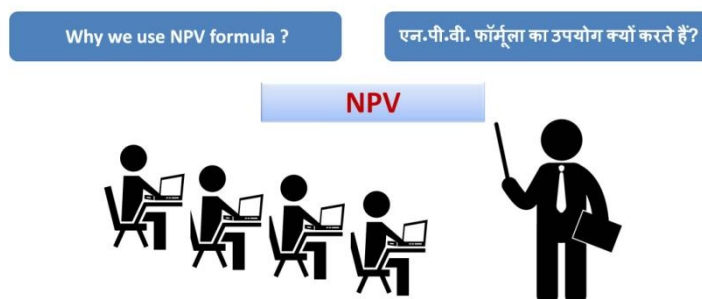 Why we use NPV formula ?
एन.पी.वी. फॉर्मूला का उपयोग क्यों करते हैं?
NPV